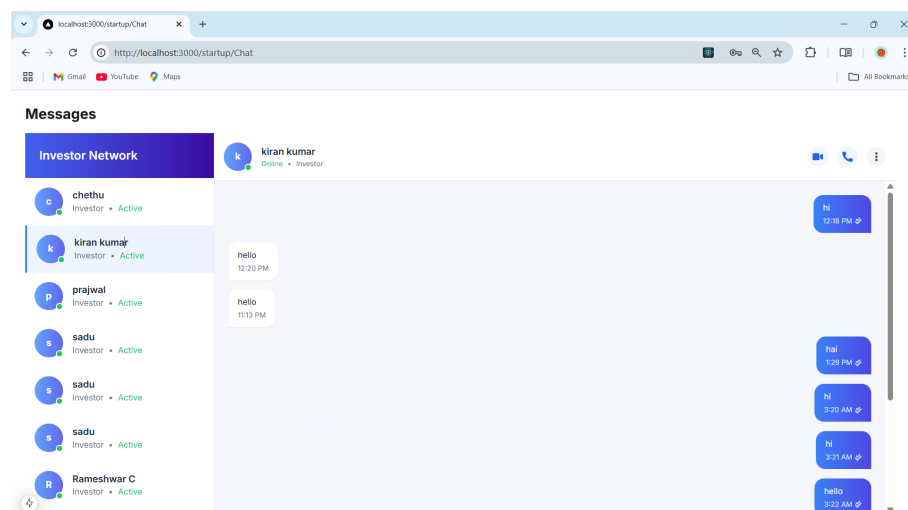 localhost:3000/startup/Chat
http://localhost:3000/startup/Chat
Gmail YouTube Maps All Bookmarks
Messages
Investor Network
k
kiran kumar
Online • Investor
c
chethu
Investor • Active
k
kiran kumar
Investor • Active
p
prajwal
Investor • Active
s
sadu
Investor • Active
s
sadu
Investor • Active
s
sadu
Investor • Active
R
Rameshwar C
Investor • Active
hi
12:18 PM
hello
12:20 PM
hello
11:13 PM
hai
1:29 PM
hi
3:20 AM
hi
3:21 AM
hello
3:22 AM